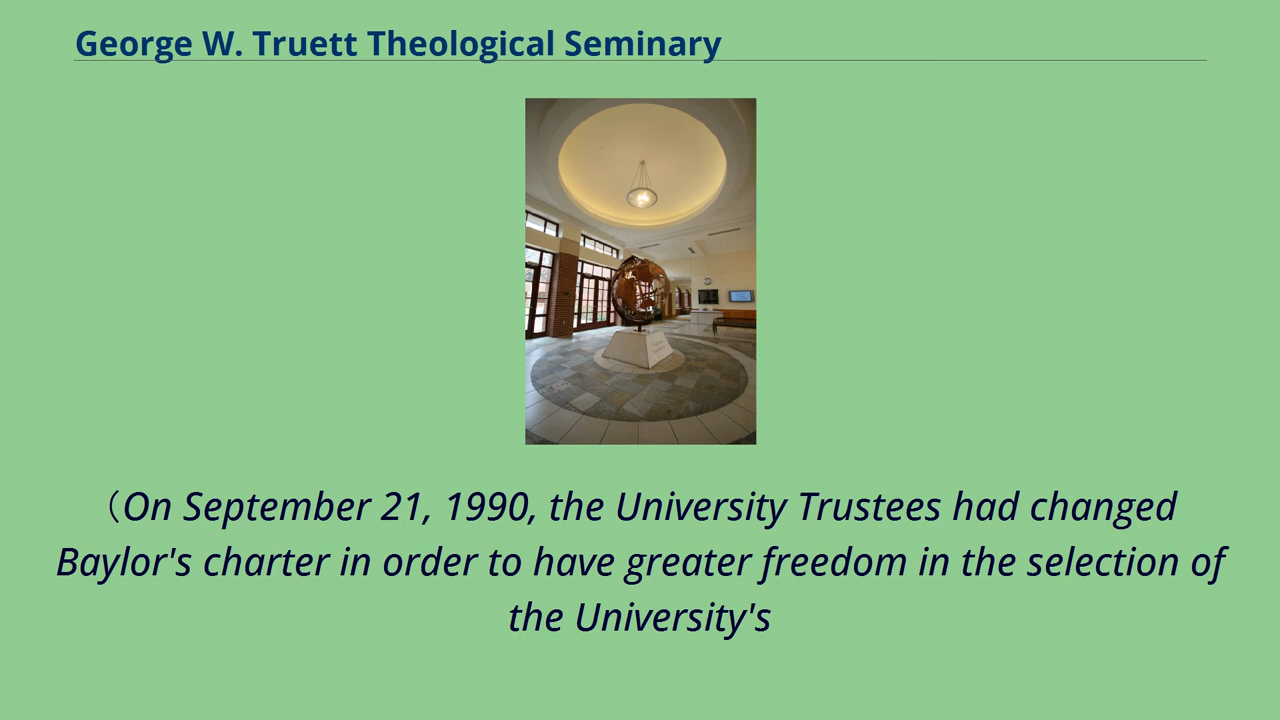 George W. Truett Theological Seminary
（On September 21, 1990, the University Trustees had changed
Baylor's charter in order to have greater freedom in the selection of
the University's